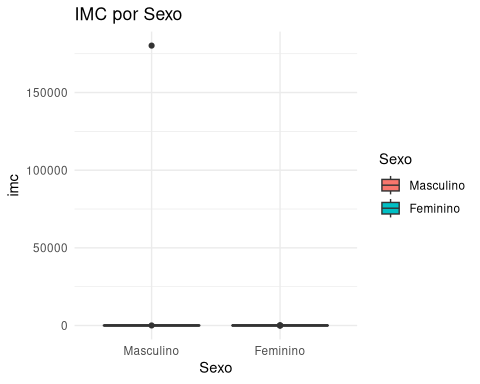 IMC por Sexo
imc
150000
100000
50000
0
Masculino
Feminino
Sexo
Sexo
Masculino
Feminino